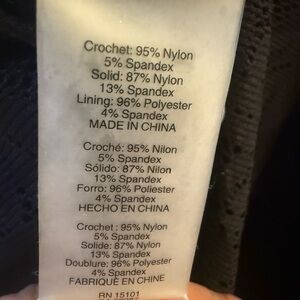 Crochet: 95% Nylon
5% Spandex
Solid: 87% Nylon
13% Spandex
Lining: 96% Polyester
4% Spandex
MADE IN CHINA
Croché: 95% Nilon
5% Spandex
Sólido: 87% Nilon
13% Spandex
Forro: 96% Poliester
4% Spandex
HECHO EN CHINA
Crochet : 95% Nylon
5% Spandex
Solide: 87% Nylon
13% Spandex
Doublure: 96% Polyester
4% Spandex
FABRIQUÉ EN CHINE
RN 15101